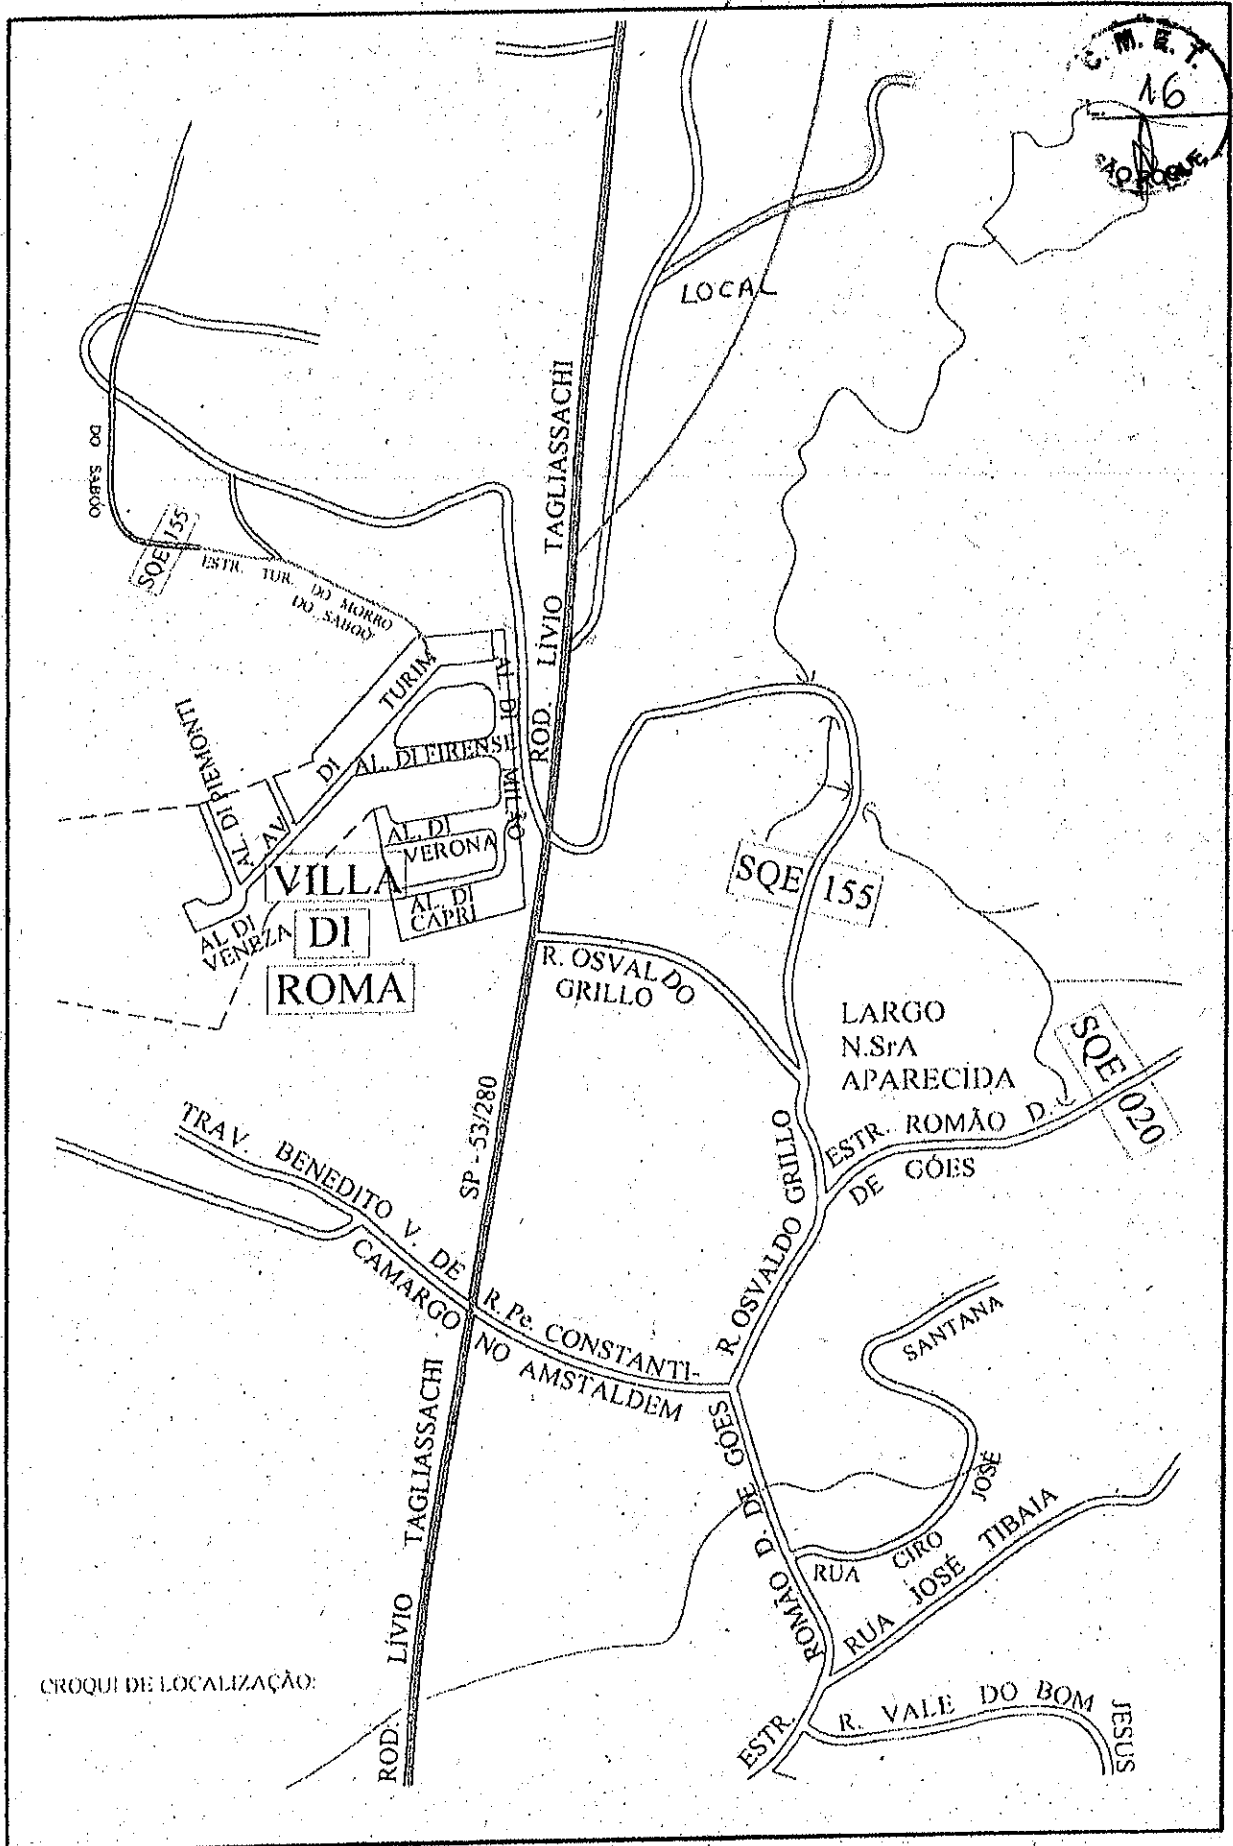 C. M. E. T.
16
SÃO ROQUE
LOCAL
ROD. LÍVIO TAGLIASSACHI
DO SABOÓ
SQE 155
ESTR. TUR. DO MORRO
DO SABOÓ
AV. DI TURIM
AL. DI MILÃO
AL. DI PIEMONTI
AL. DI FIRENSE
AL. DI
VERONA
AL. DI
CAPRI
AL DI
VENEZA
VILLA
DI
ROMA
SQE 155
R. OSVALDO
GRILLO
LARGO
N.SrA
APARECIDA
SQE 020
ESTR. ROMÃO D.
DE GÓES
SP - 53/280
TRAV. BENEDITO V. DE
CAMARGO
R. Pe. CONSTANTI-
NO AMSTALDEM
R. OSVALDO GRILLO
RUA CIRO JOSÉ SANTANA
ESTR. ROMÃO D. DE GÓES
RUA JOSÉ TIBAIA
R. VALE DO BOM JESUS
ROD. LÍVIO TAGLIASSACHI
CROQUI DE LOCALIZAÇÃO: